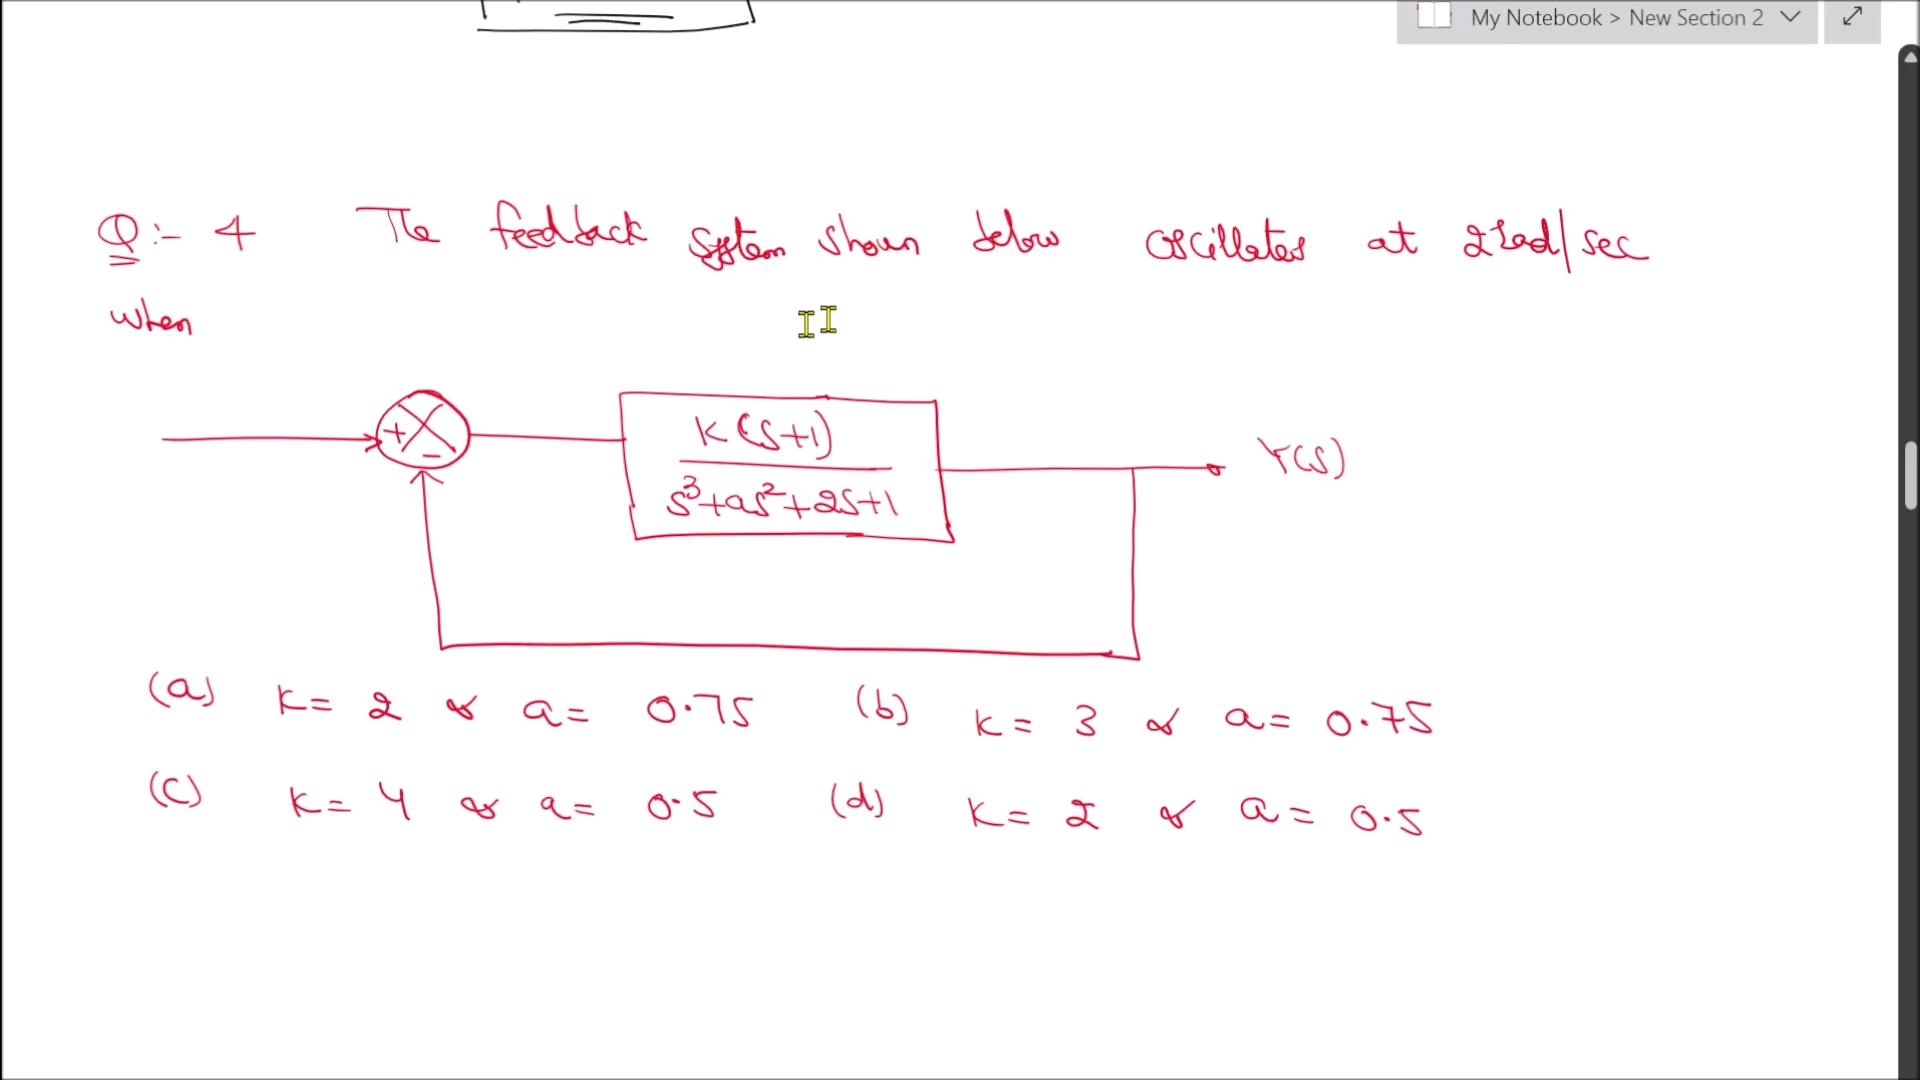 My Notebook > New Section 2
Q:- 4 The feedback system shown below oscillates at 2rad/sec
when
+
-
K(S+1)
S³+as²+2S+1
Y(S)
(a) K= 2 & a= 0.75 (b) K= 3 & a= 0.75
(C) K= 4 & a= 0.5 (d) K= 2 & a= 0.5